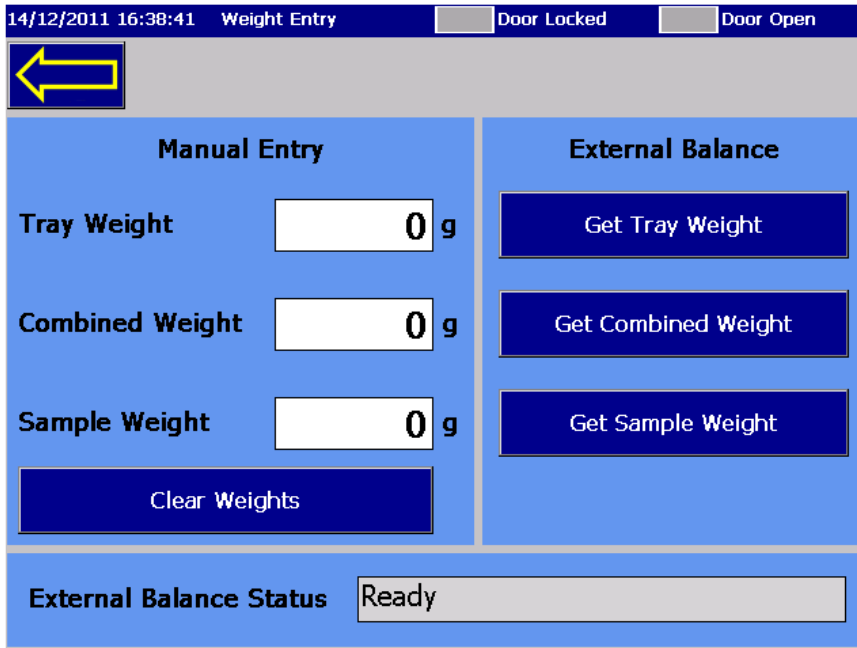 14/12/2011 16:38:41 Weight Entry Door Locked Door Open
Manual Entry
Tray Weight 0 g
Combined Weight 0 g
Sample Weight 0 g
Clear Weights
External Balance
Get Tray Weight
Get Combined Weight
Get Sample Weight
External Balance Status Ready